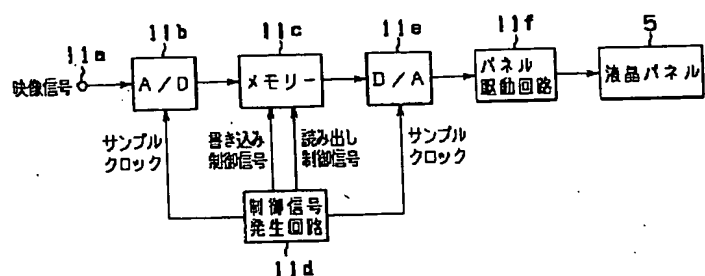 11a
映像信号
11b
A/D
11c
メモリー
11e
D/A
11f
パネル
駆動回路
5
液晶パネル
サンプル
クロック
書き込み
制御信号
読み出し
制御信号
サンプル
クロック
制御信号
発生回路
11d